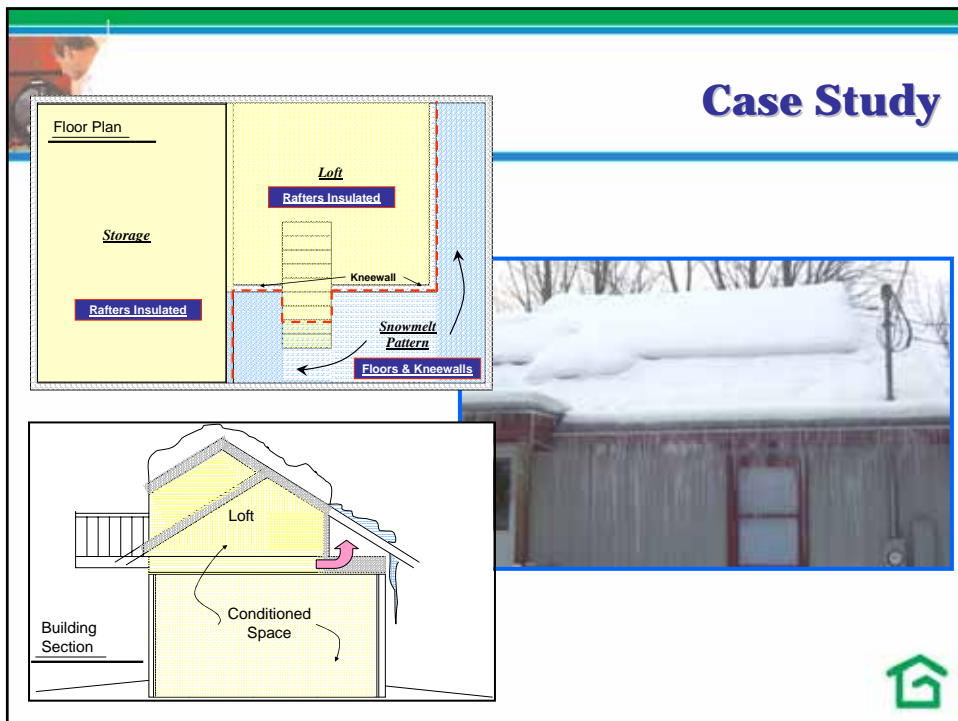 Case Study
Floor Plan
Loft
Rafters Insulated
Storage
Kneewall
Rafters Insulated
Snowmelt
Pattern
Floors & Kneewalls
Loft
Conditioned
Space
Building
Section